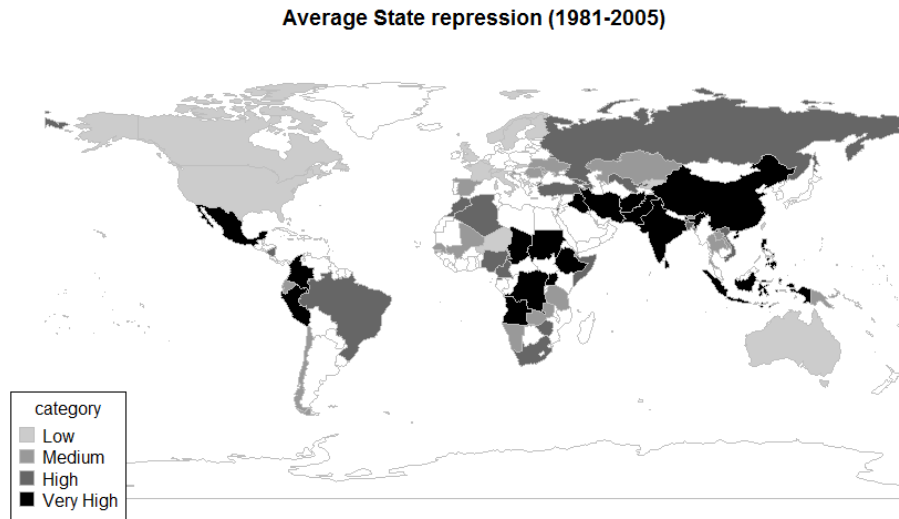 Average State repression (1981-2005)
category
Low
Medium
High
Very High